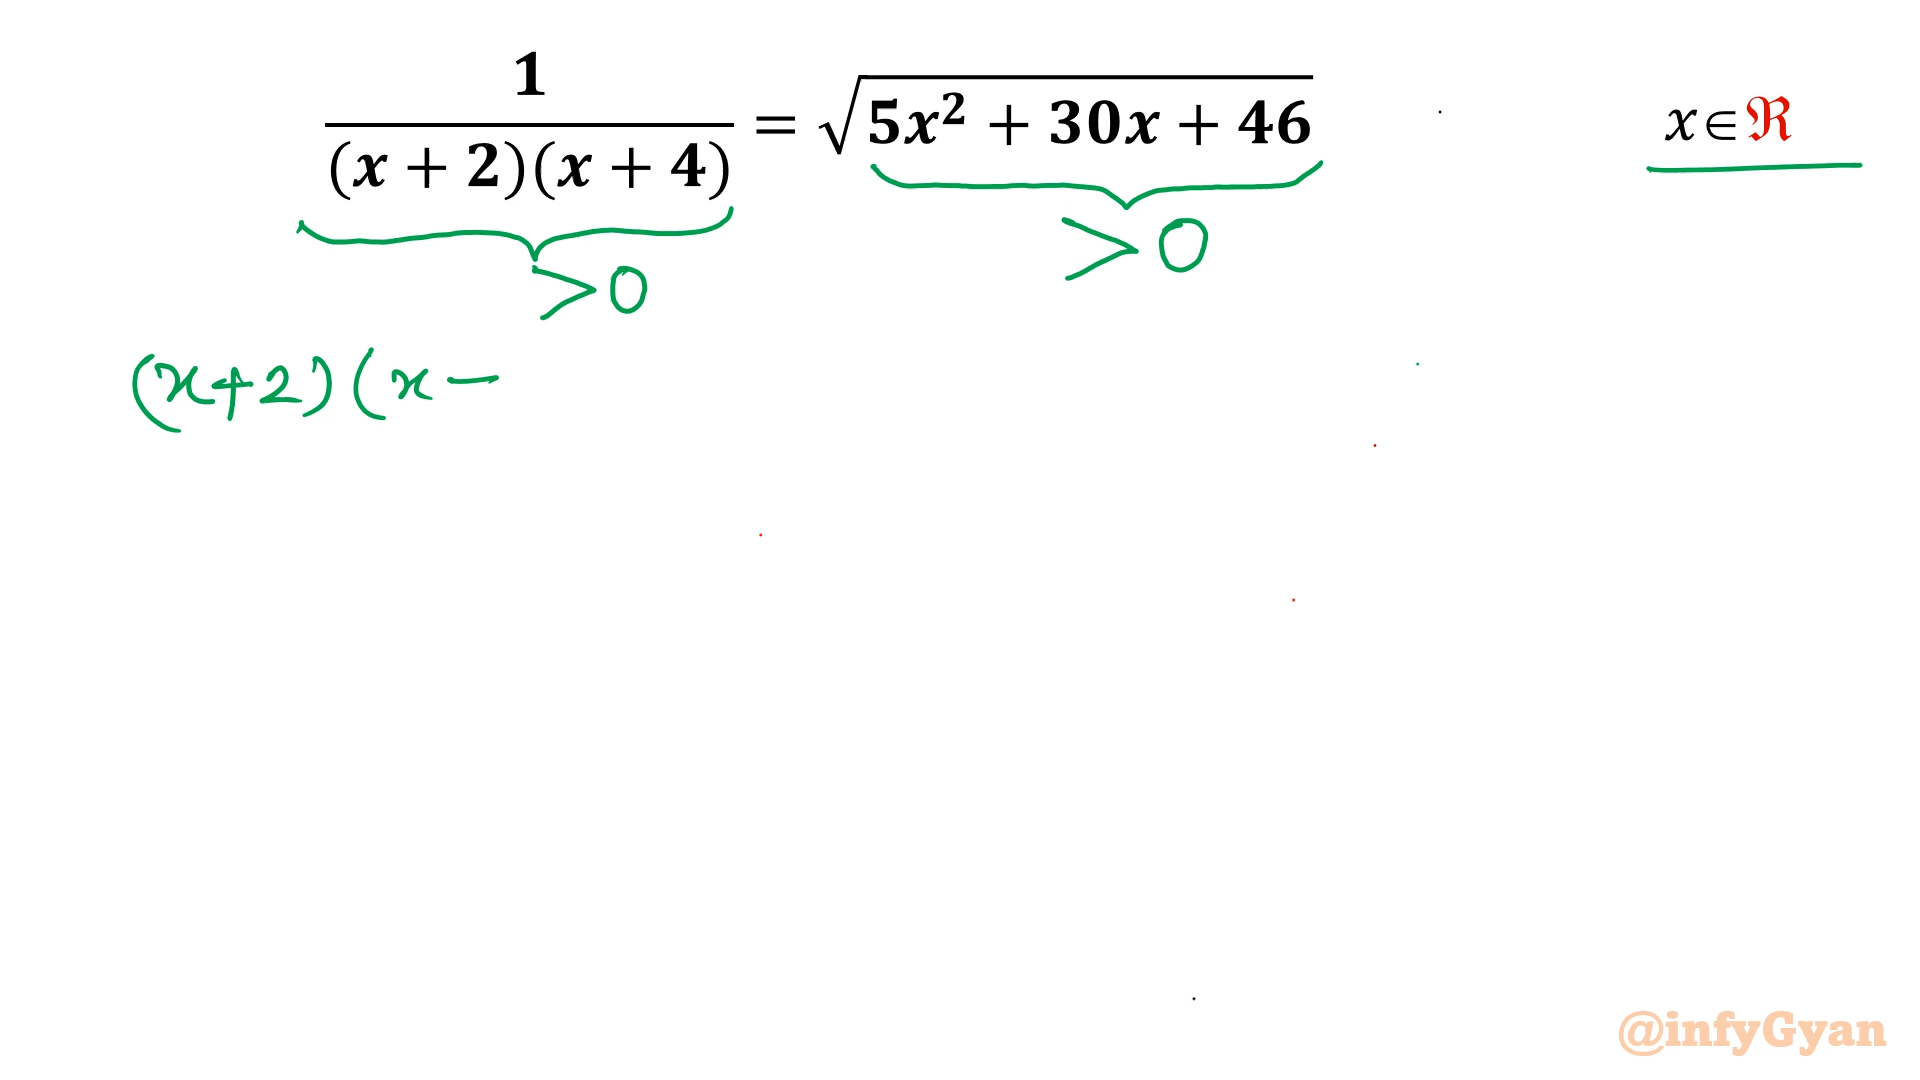 1/((x + 2)(x + 4)) = √(5x² + 30x + 46)
x ∈ ℜ
> 0
> 0
(x+2)(x −
@infyGyan